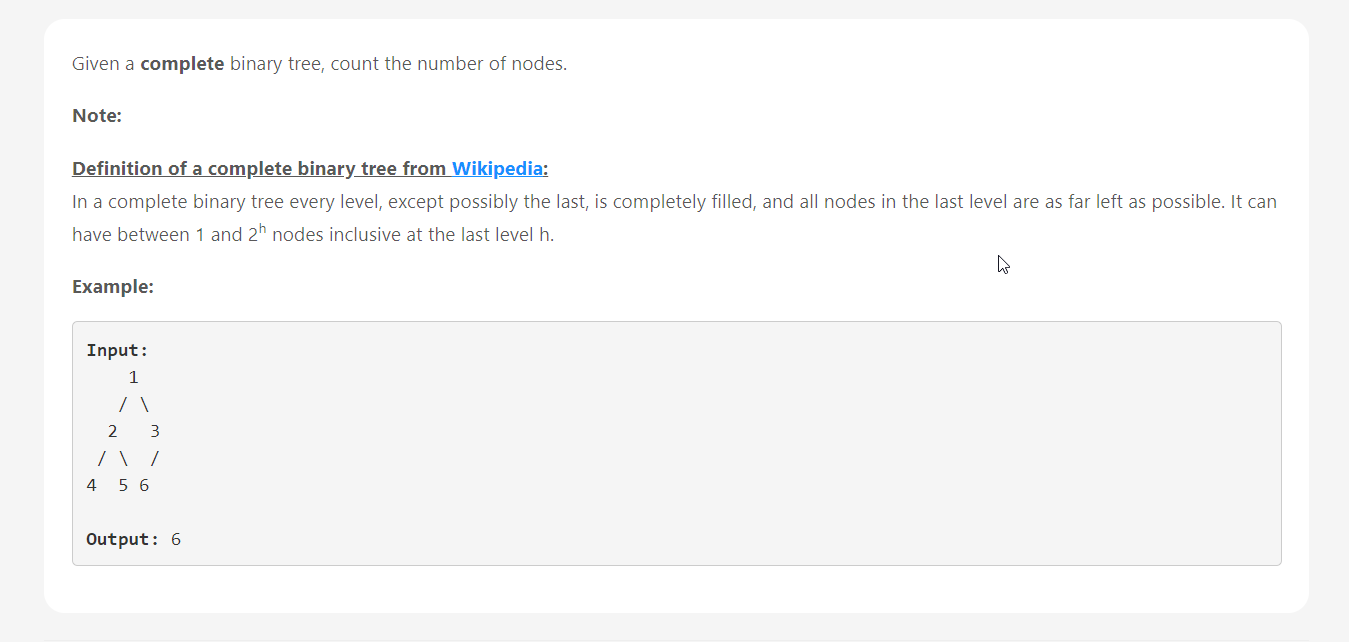 Given a complete binary tree, count the number of nodes.
Note:
Definition of a complete binary tree from Wikipedia:
In a complete binary tree every level, except possibly the last, is completely filled, and all nodes in the last level are as far left as possible. It can
have between 1 and 2^h nodes inclusive at the last level h.
Example:
Input:
    1
   / \
  2   3
 / \  /
4  5 6
Output: 6